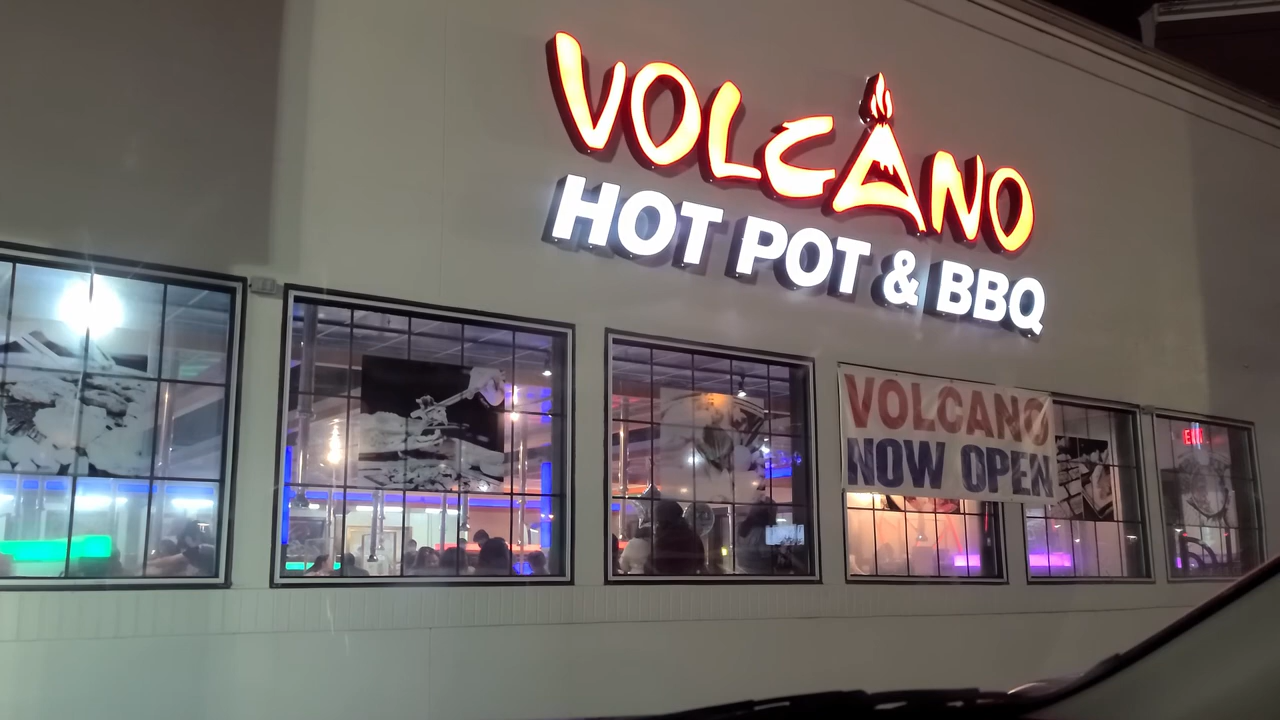 VOLCANO
HOT POT & BBQ
VOLCANO
NOW OPEN
EXIT